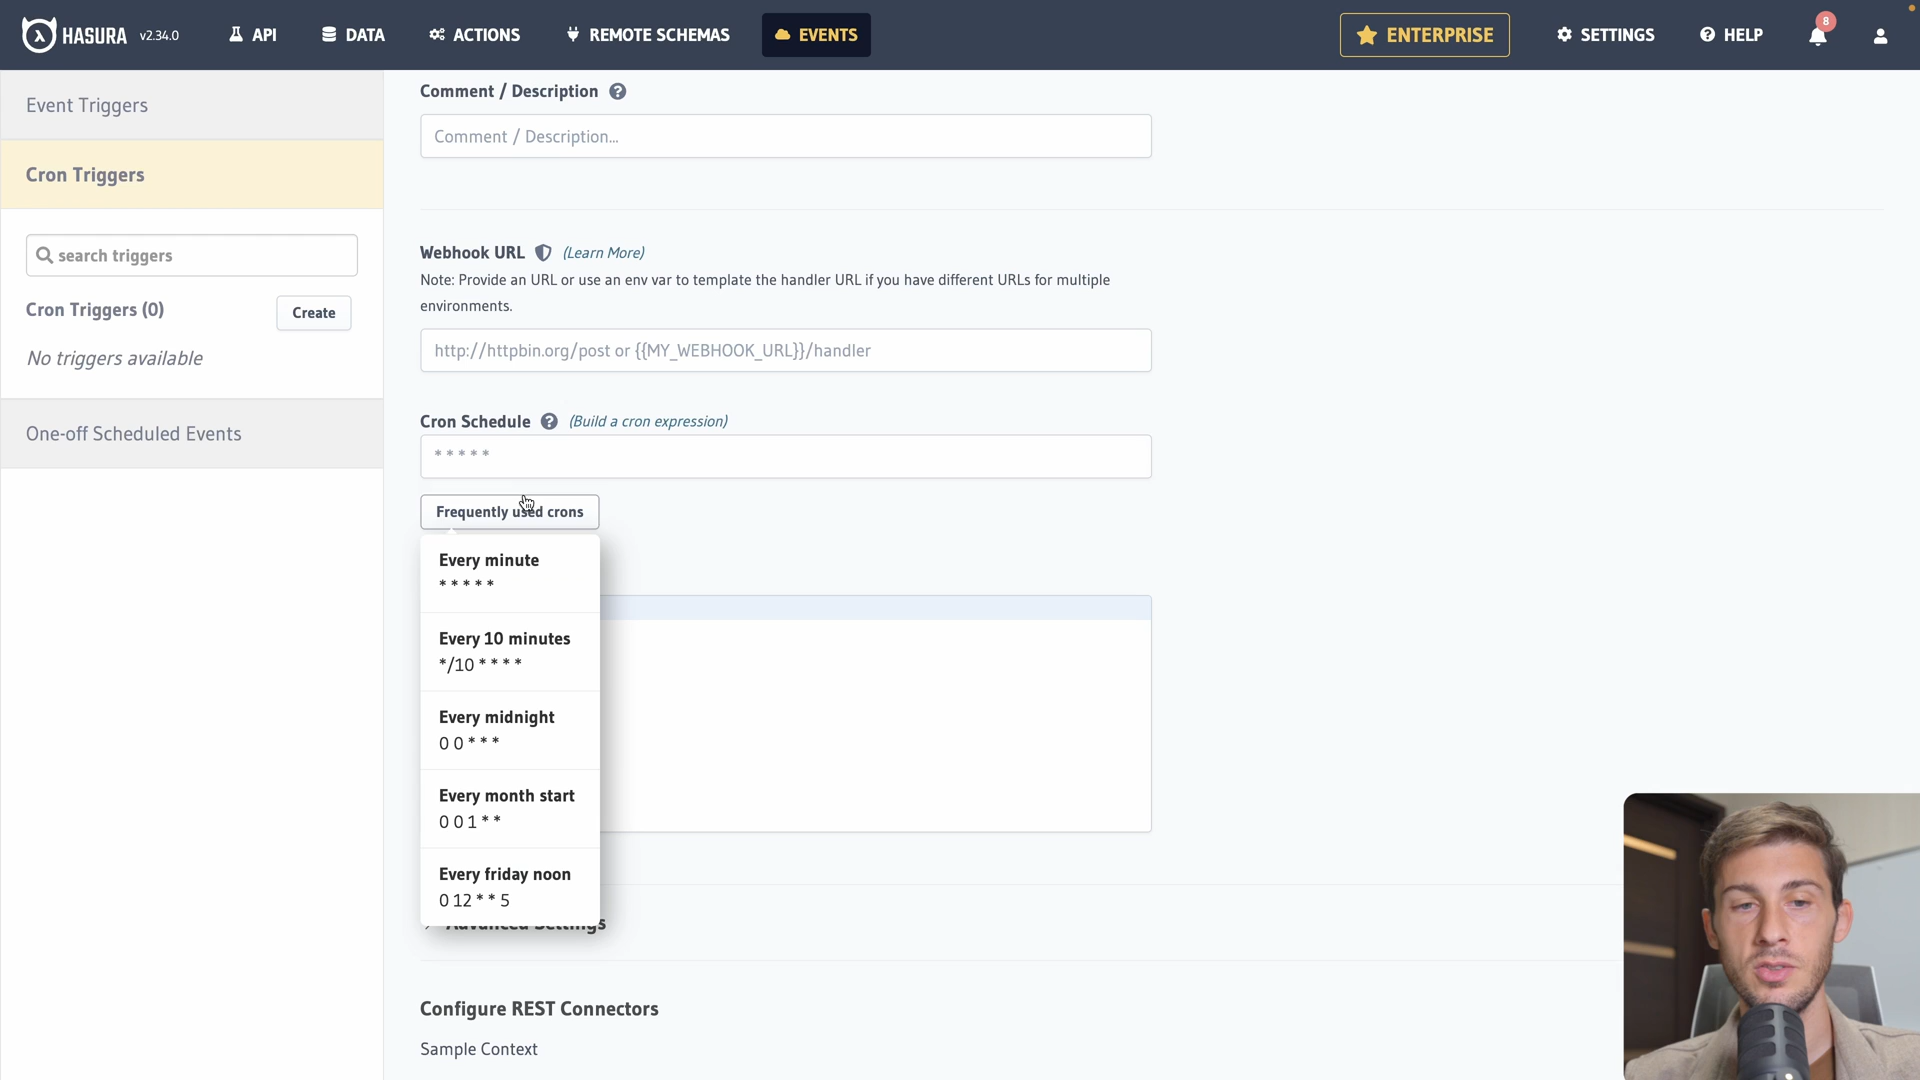 HASURA v2.34.0 API DATA ACTIONS REMOTE SCHEMAS EVENTS ENTERPRISE SETTINGS HELP 8
Event Triggers
Cron Triggers
search triggers
Cron Triggers (0) Create
No triggers available
One-off Scheduled Events
Comment / Description
Comment / Description...
Webhook URL (Learn More)
Note: Provide an URL or use an env var to template the handler URL if you have different URLs for multiple
environments.
http://httpbin.org/post or {{MY_WEBHOOK_URL}}/handler
Cron Schedule (Build a cron expression)
* * * * *
Frequently used crons
Every minute
* * * * *
Every 10 minutes
*/10 * * * *
Every midnight
0 0 * * *
Every month start
0 0 1 * *
Every friday noon
0 12 * * 5
Advanced Settings
Configure REST Connectors
Sample Context